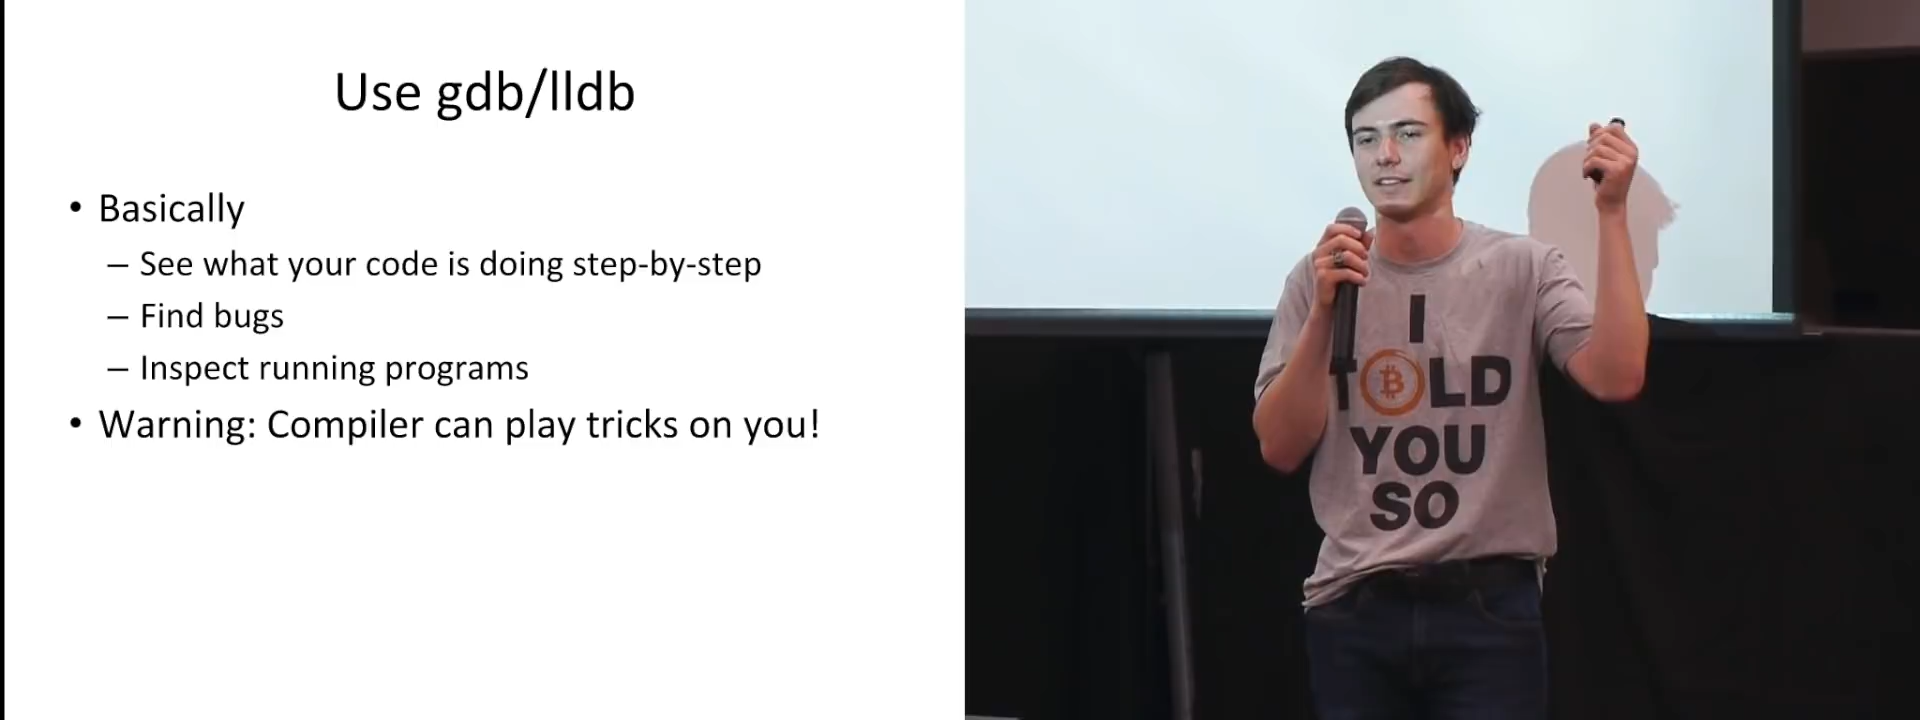 Use gdb/lldb
• Basically
– See what your code is doing step-by-step
– Find bugs
– Inspect running programs
• Warning: Compiler can play tricks on you!
I
T₿LD
YOU
SO